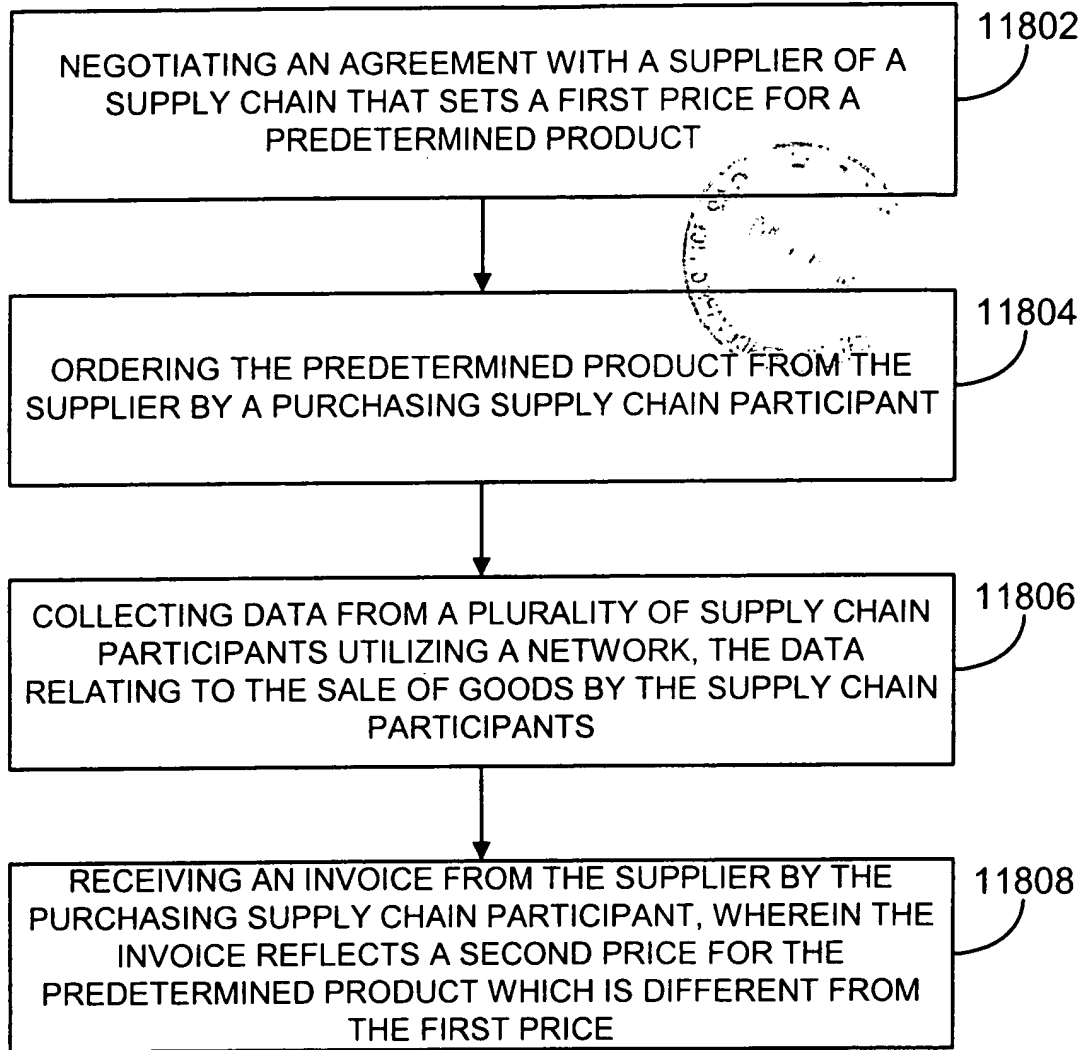 11802
NEGOTIATING AN AGREEMENT WITH A SUPPLIER OF A
SUPPLY CHAIN THAT SETS A FIRST PRICE FOR A
PREDETERMINED PRODUCT
11804
ORDERING THE PREDETERMINED PRODUCT FROM THE
SUPPLIER BY A PURCHASING SUPPLY CHAIN PARTICIPANT
11806
COLLECTING DATA FROM A PLURALITY OF SUPPLY CHAIN
PARTICIPANTS UTILIZING A NETWORK, THE DATA
RELATING TO THE SALE OF GOODS BY THE SUPPLY CHAIN
PARTICIPANTS
11808
RECEIVING AN INVOICE FROM THE SUPPLIER BY THE
PURCHASING SUPPLY CHAIN PARTICIPANT, WHEREIN THE
INVOICE REFLECTS A SECOND PRICE FOR THE
PREDETERMINED PRODUCT WHICH IS DIFFERENT FROM
THE FIRST PRICE